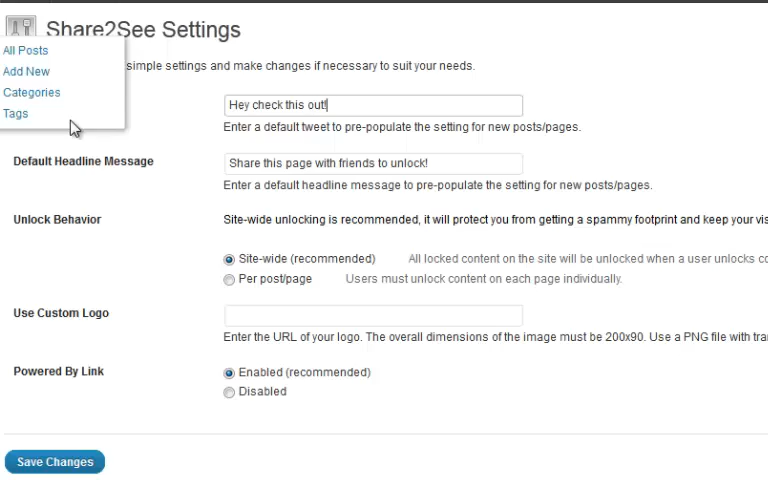 Share2See Settings
All Posts
Add New
Categories
Tags
simple settings and make changes if necessary to suit your needs.
Hey check this out!
Enter a default tweet to pre-populate the setting for new posts/pages.
Default Headline Message
Share this page with friends to unlock!
Enter a default headline message to pre-populate the setting for new posts/pages.
Unlock Behavior
Site-wide unlocking is recommended, it will protect you from getting a spammy footprint and keep your
Site-wide (recommended) All locked content on the site will be unlocked when a user unlocks
Per post/page Users must unlock content on each page individually.
Use Custom Logo
Enter the URL of your logo. The overall dimensions of the image must be 200x90. Use a PNG file with
Powered By Link
Enabled (recommended)
Disabled
Save Changes